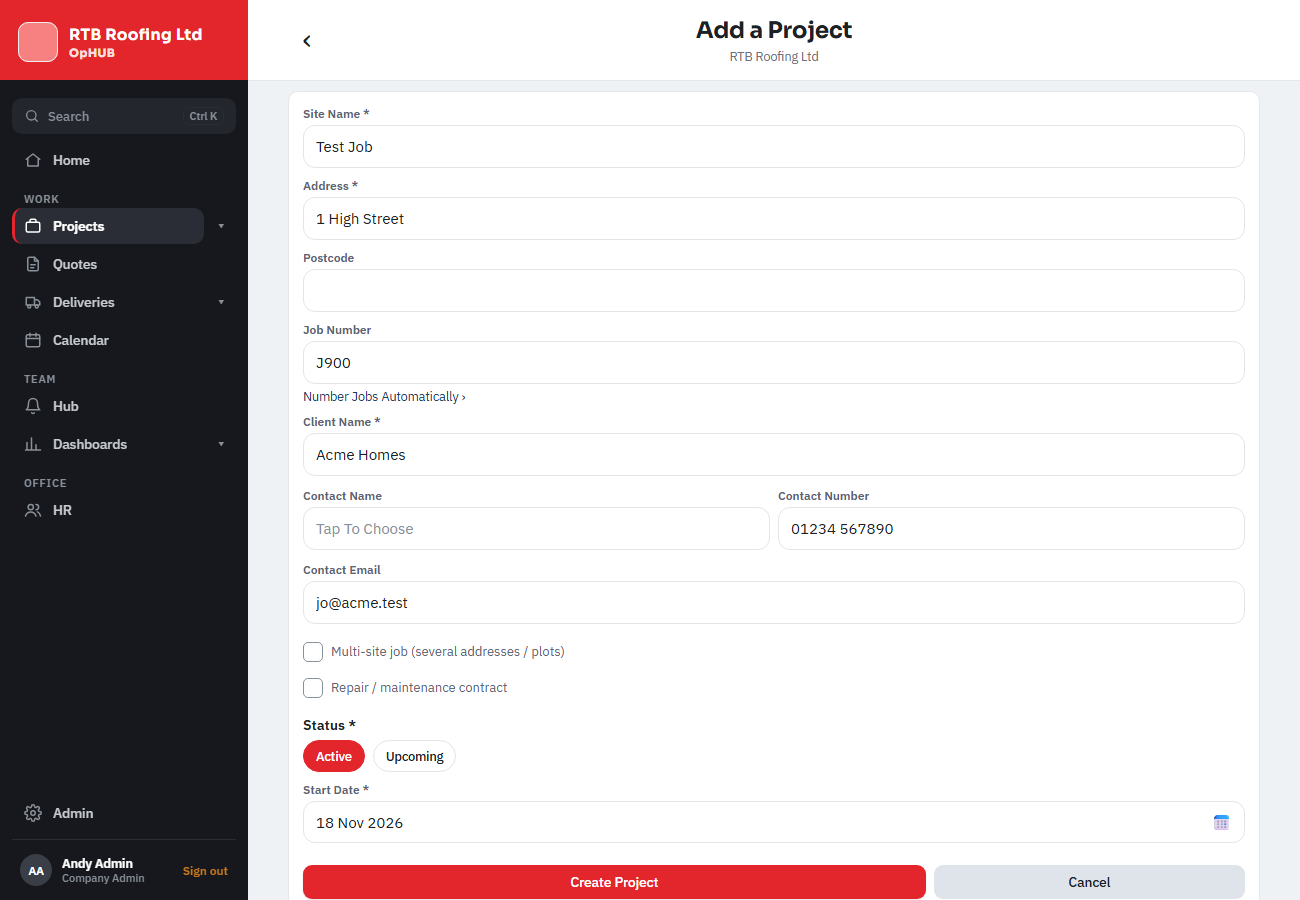 RTB Roofing Ltd
OpHUB
Search
Ctrl K
Home
WORK
Projects
Quotes
Deliveries
Calendar
TEAM
Hub
Dashboards
OFFICE
HR
Admin
AA
Andy Admin
Company Admin
Sign out
Add a Project
RTB Roofing Ltd
Site Name *
Test Job
Address *
1 High Street
Postcode
Job Number
J900
Number Jobs Automatically ›
Client Name *
Acme Homes
Contact Name
Contact Number
Tap To Choose
01234 567890
Contact Email
jo@acme.test
Multi-site job (several addresses / plots)
Repair / maintenance contract
Status *
Active
Upcoming
Start Date *
18 Nov 2026
Create Project
Cancel